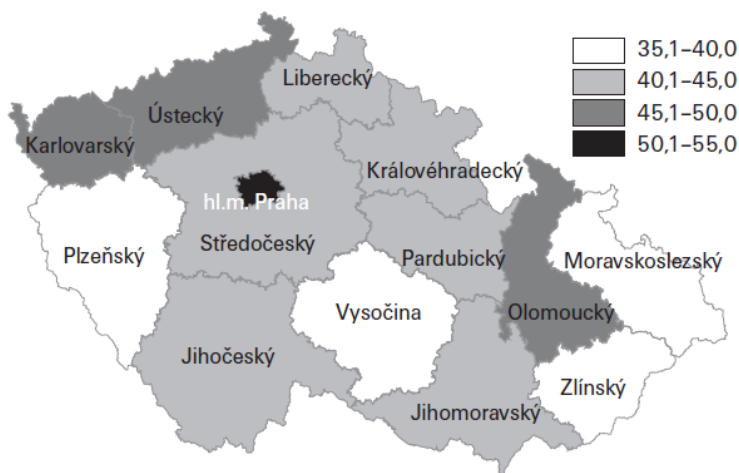 35,1–40,0
40,1–45,0
45,1–50,0
50,1–55,0
Liberecký
Ústecký
Karlovarský
Královéhradecký
hl.m. Praha
Středočeský
Plzeňský
Pardubický
Moravskoslezský
Vysočina
Olomoucký
Jihočeský
Zlínský
Jihomoravský